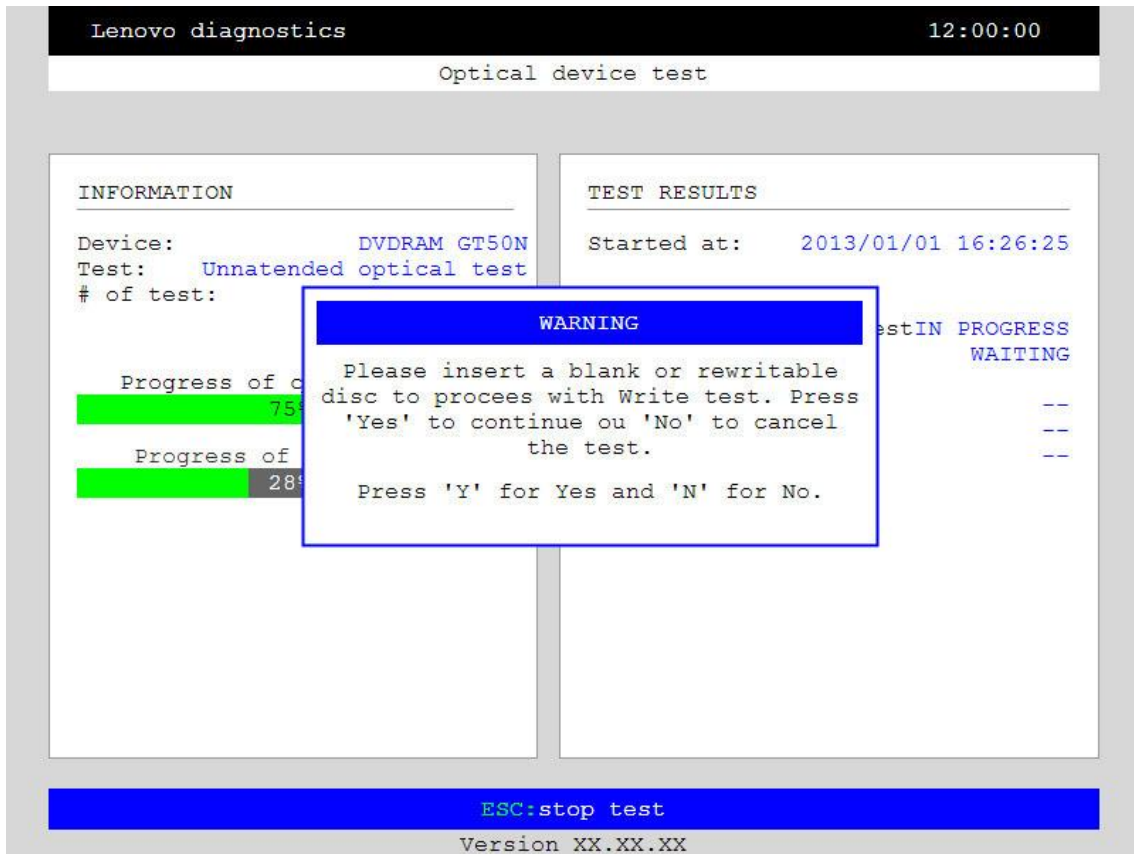 Lenovo diagnostics 12:00:00
Optical device test
INFORMATION
Device: DVDRAM GT50N
Test: Unnatended optical test
# of test:
Progress of
75
Progress of
28
TEST RESULTS
Started at: 2013/01/01 16:26:25
IN PROGRESS
WAITING
--
--
--
WARNING
Please insert a blank or rewritable
disc to procees with Write test. Press
'Yes' to continue ou 'No' to cancel
the test.
Press 'Y' for Yes and 'N' for No.
ESC:stop test
Version XX.XX.XX